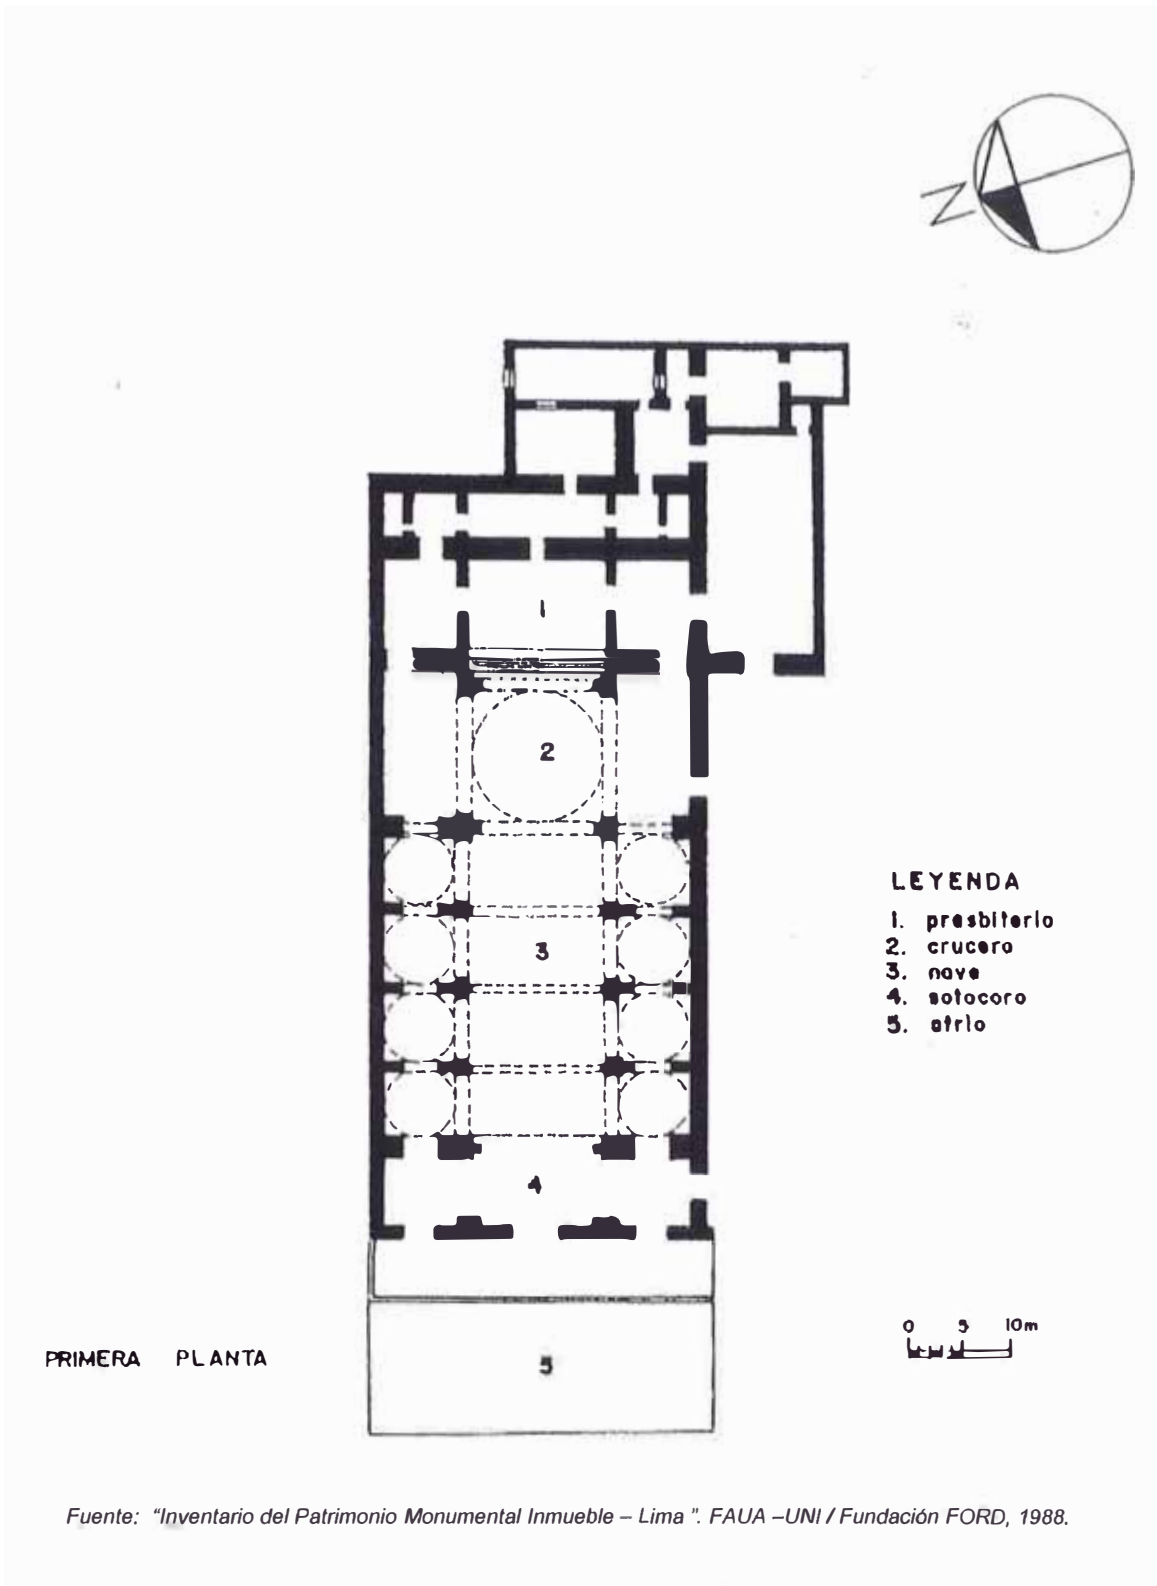 N
1
2
3
4
5
LEYENDA
1. presbiterio
2. crucero
3. nave
4. sotocoro
5. atrio
0 5 10m
PRIMERA PLANTA
Fuente: “Inventario del Patrimonio Monumental Inmueble – Lima ”. FAUA –UNI / Fundación FORD, 1988.